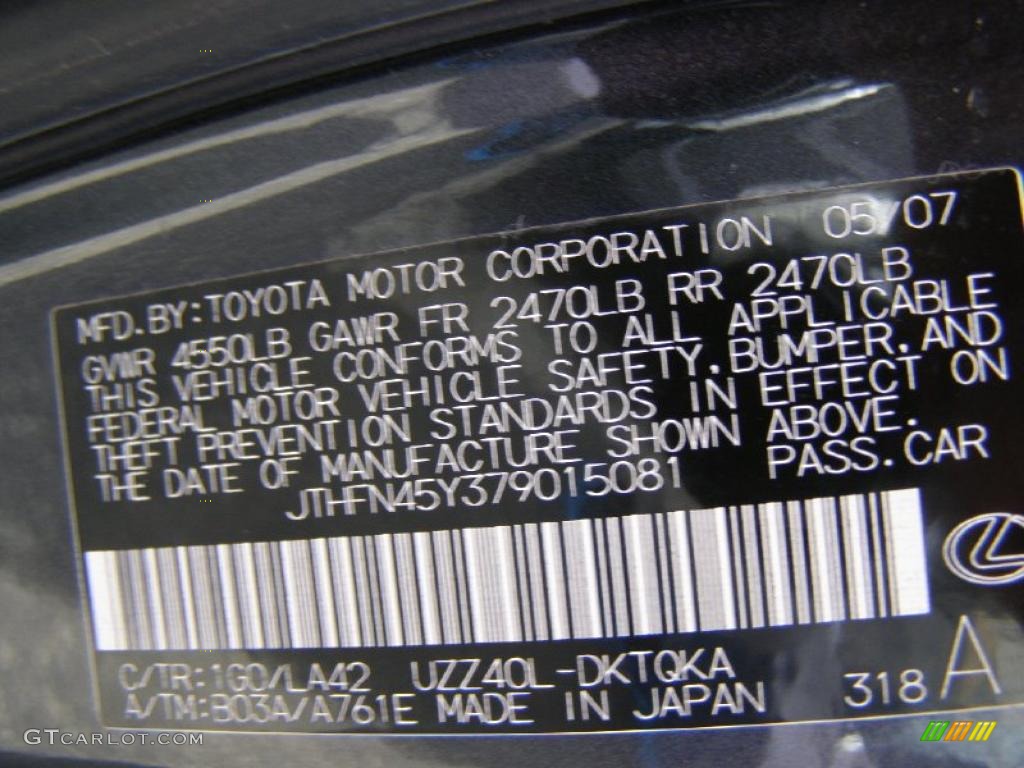 MFD.BY:TOYOTA MOTOR CORPORATION 05/07
GVWR 4550LB GAWR FR 2470LB RR 2470LB
THIS VEHICLE CONFORMS TO ALL APPLICABLE
FEDERAL MOTOR VEHICLE SAFETY,BUMPER,AND
THEFT PREVENTION STANDARDS IN EFFECT ON
THE DATE OF MANUFACTURE SHOWN ABOVE.
JTHFN45Y379015081 PASS.CAR
C/TR:1G0/LA42 UZZ40L-DKTQKA
A/TM:B03A/A761E MADE IN JAPAN 318 A
GTCARLOT.COM